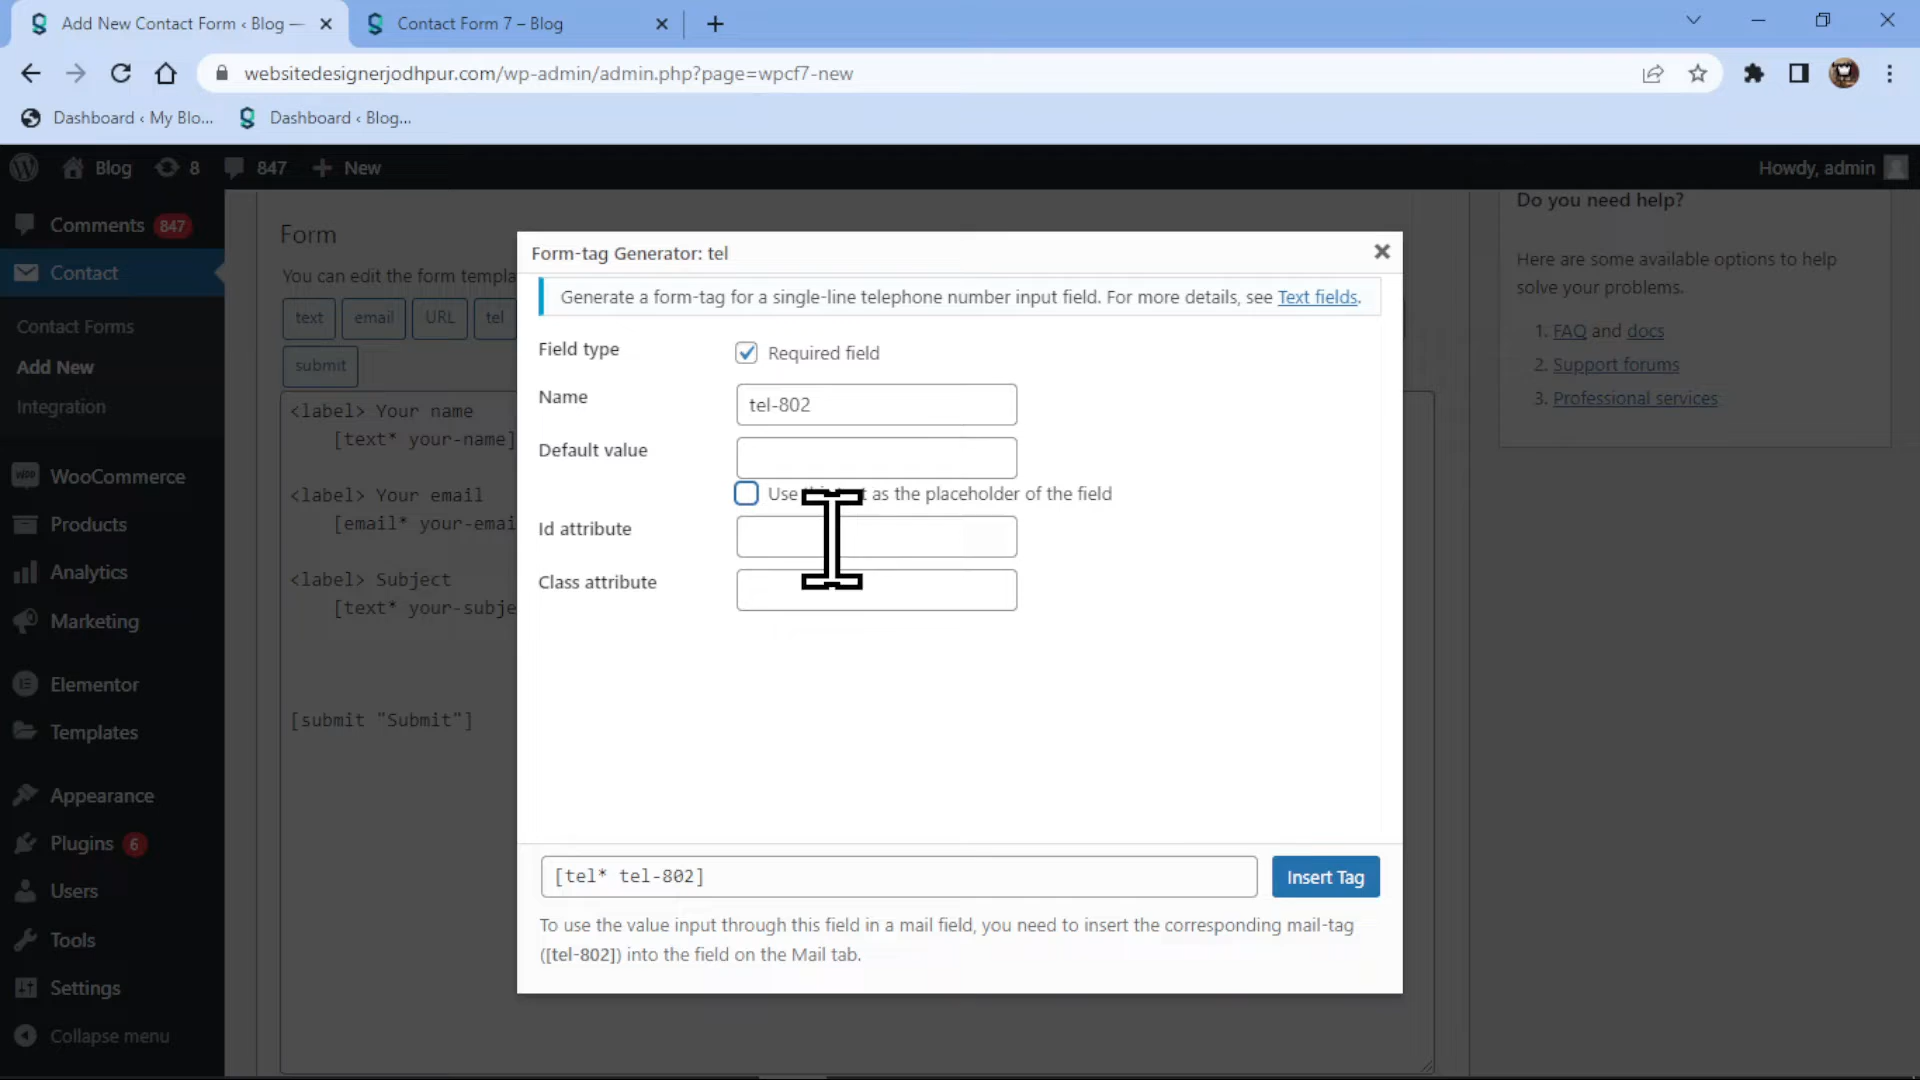 Add New Contact Form ‹ Blog —
Contact Form 7 – Blog
websitedesignerjodhpur.com/wp-admin/admin.php?page=wpcf7-new
Dashboard ‹ My Blo...
Dashboard ‹ Blog...
Blog
8
847
New
Howdy, admin
Comments 847
Contact
Contact Forms
Add New
Integration
WooCommerce
Products
Analytics
Marketing
Elementor
Templates
Appearance
Plugins 6
Users
Tools
Settings
Collapse menu
Form
You can edit the form templa
text
email
URL
tel
submit
<label> Your name
[text* your-name]
<label> Your email
[email* your-emai
<label> Subject
[text* your-subje
[submit "Submit"]
Form-tag Generator: tel
Generate a form-tag for a single-line telephone number input field. For more details, see Text fields.
Field type
Required field
Name
tel-802
Default value
Use as the placeholder of the field
Id attribute
Class attribute
[tel* tel-802]
Insert Tag
To use the value input through this field in a mail field, you need to insert the corresponding mail-tag
([tel-802]) into the field on the Mail tab.
Do you need help?
Here are some available options to help
solve your problems.
1. FAQ and docs
2. Support forums
3. Professional services